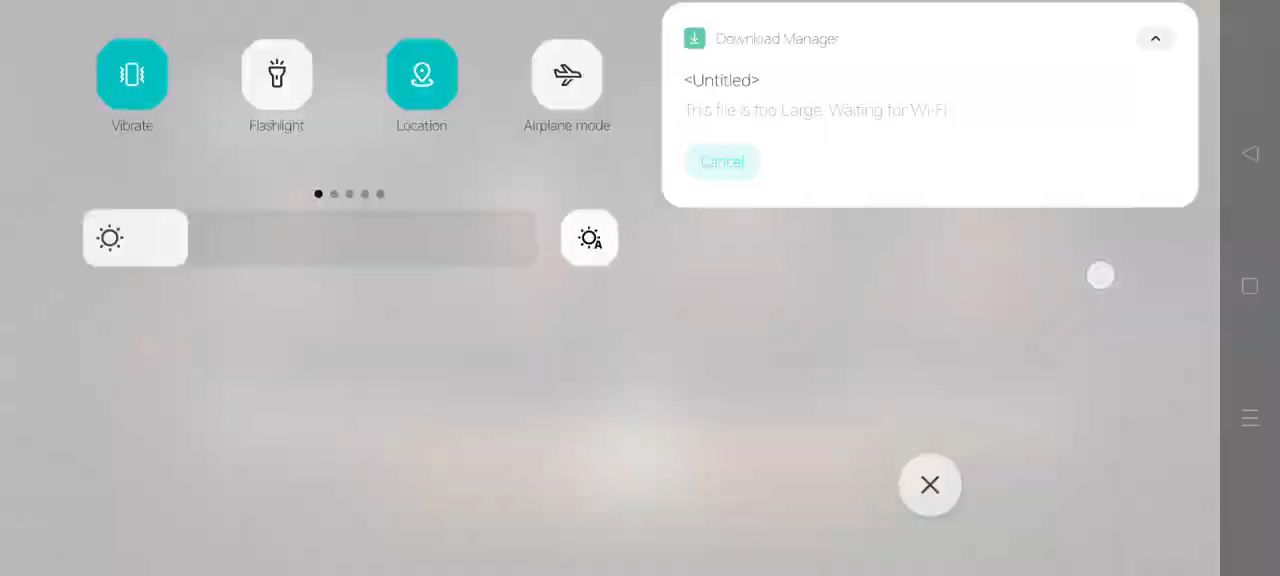 Vibrate
Flashlight
Location
Airplane mode
Download Manager
<Untitled>
This file is too Large. Waiting for Wi-Fi.
Cancel